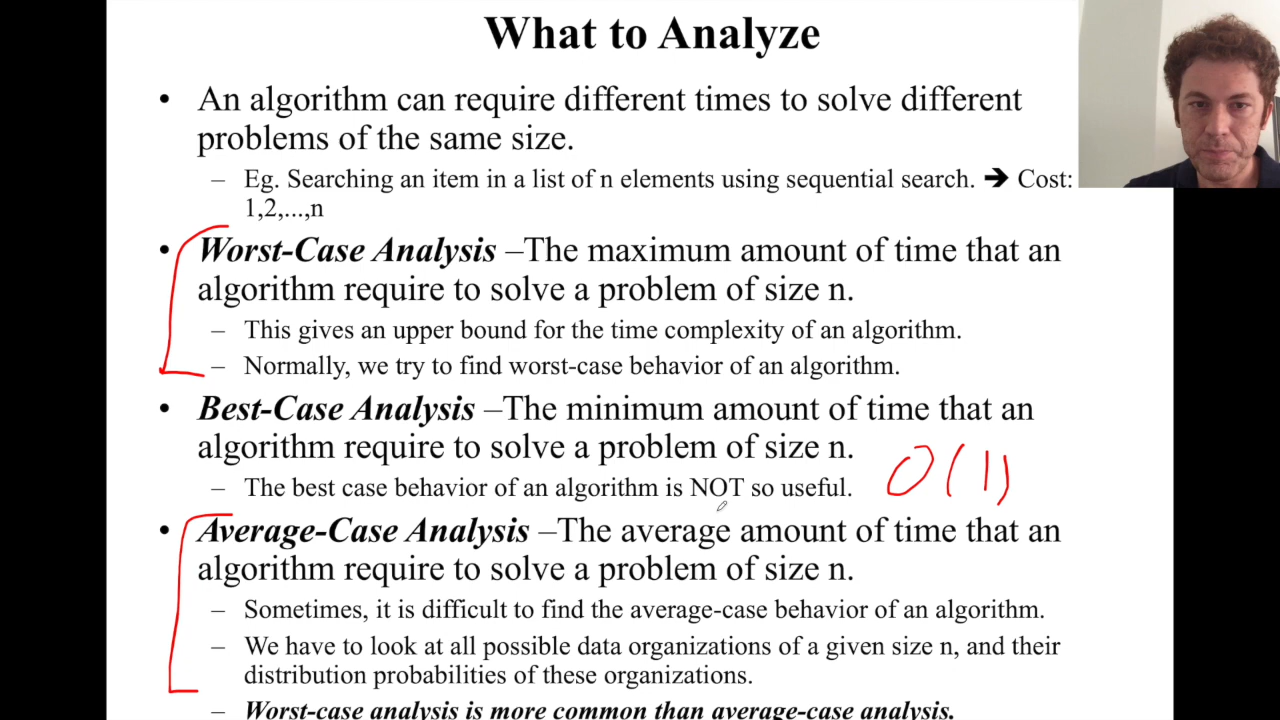 What to Analyze
• An algorithm can require different times to solve different
problems of the same size.
– Eg. Searching an item in a list of n elements using sequential search. ➔ Cost:
1,2,...,n
• Worst-Case Analysis –The maximum amount of time that an
algorithm require to solve a problem of size n.
– This gives an upper bound for the time complexity of an algorithm.
– Normally, we try to find worst-case behavior of an algorithm.
• Best-Case Analysis –The minimum amount of time that an
algorithm require to solve a problem of size n.
– The best case behavior of an algorithm is NOT so useful.
O(1)
• Average-Case Analysis –The average amount of time that an
algorithm require to solve a problem of size n.
– Sometimes, it is difficult to find the average-case behavior of an algorithm.
– We have to look at all possible data organizations of a given size n, and their
distribution probabilities of these organizations.
– Worst-case analysis is more common than average-case analysis.